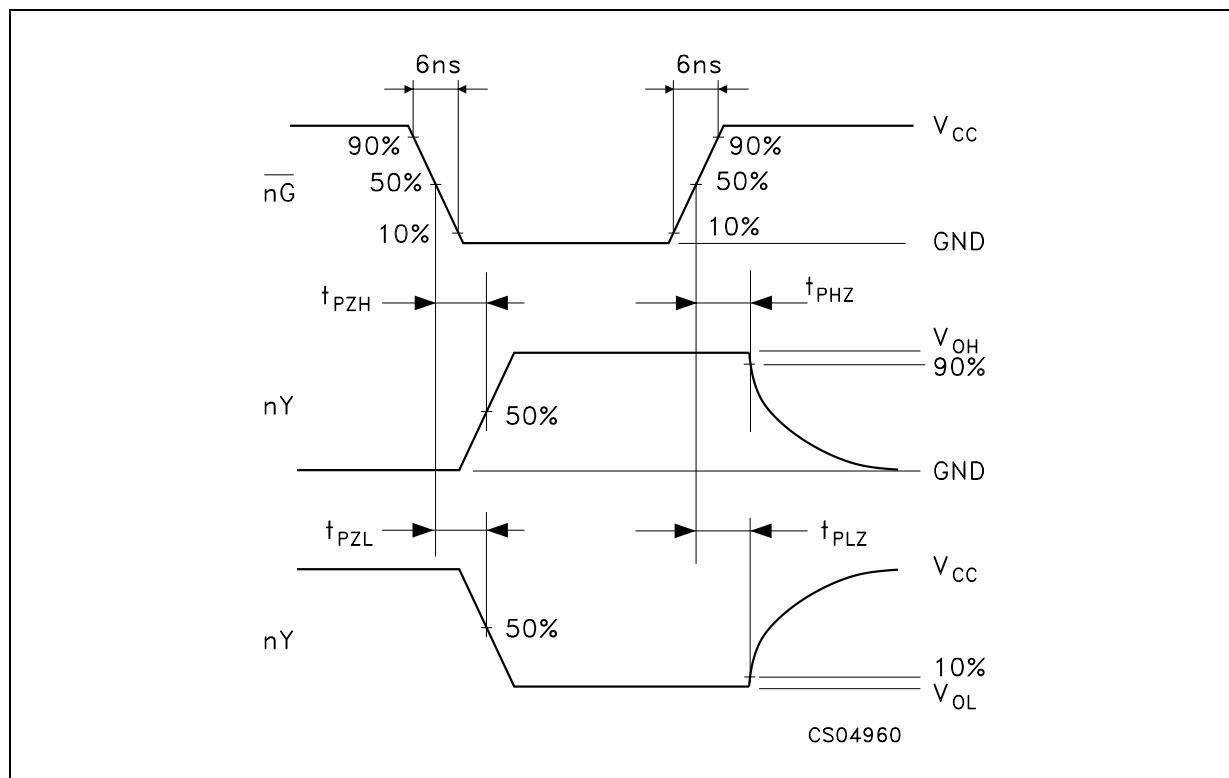 6ns 6ns
90% 90% V_CC
n̅G̅ 50% 50%
10% 10% GND
t_PZH t_PHZ
V_OH
90%
nY 50%
GND
t_PZL t_PLZ
V_CC
nY 50%
10%
V_OL
CS04960